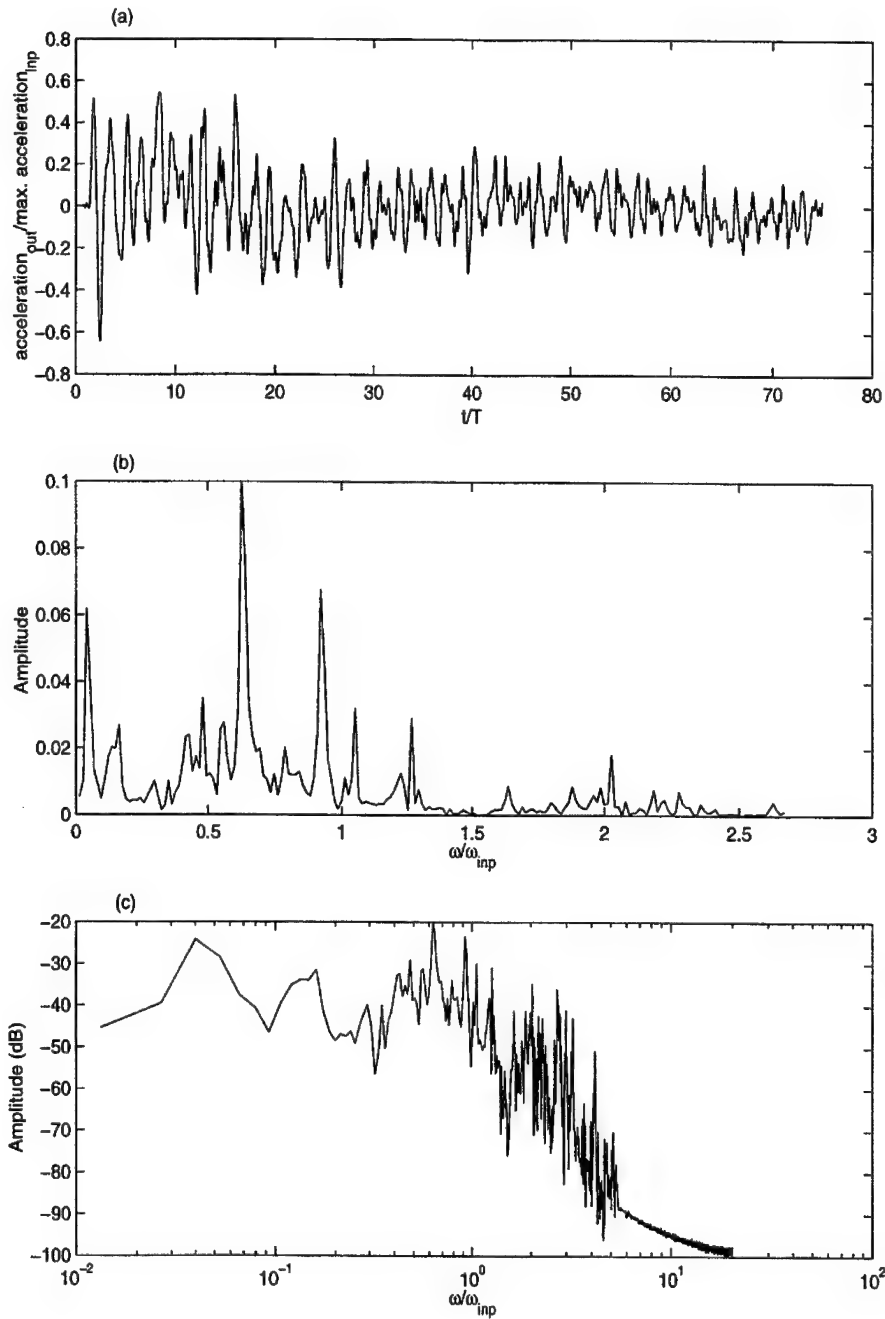 (a)
acceleration_out/max. acceleration_inp
0.8
0.6
0.4
0.2
0
−0.2
−0.4
−0.6
−0.8
0 10 20 30 40 50 60 70 80
t/T
(b)
Amplitude
0.1
0.08
0.06
0.04
0.02
0
0 0.5 1 1.5 2 2.5 3
ω/ω_inp
(c)
Amplitude (dB)
−20
−30
−40
−50
−60
−70
−80
−90
−100
10^−2 10^−1 10^0 10^1 10^2
ω/ω_inp